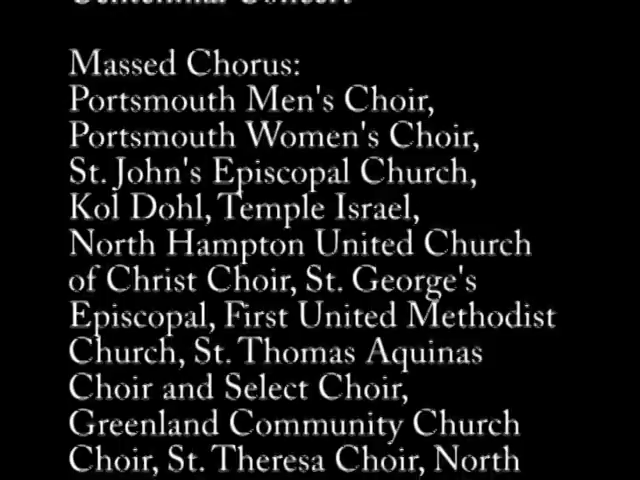 Centennial Concert
Massed Chorus:
Portsmouth Men's Choir,
Portsmouth Women's Choir,
St. John's Episcopal Church,
Kol Dohl, Temple Israel,
North Hampton United Church
of Christ Choir, St. George's
Episcopal, First United Methodist
Church, St. Thomas Aquinas
Choir and Select Choir,
Greenland Community Church
Choir, St. Theresa Choir, North